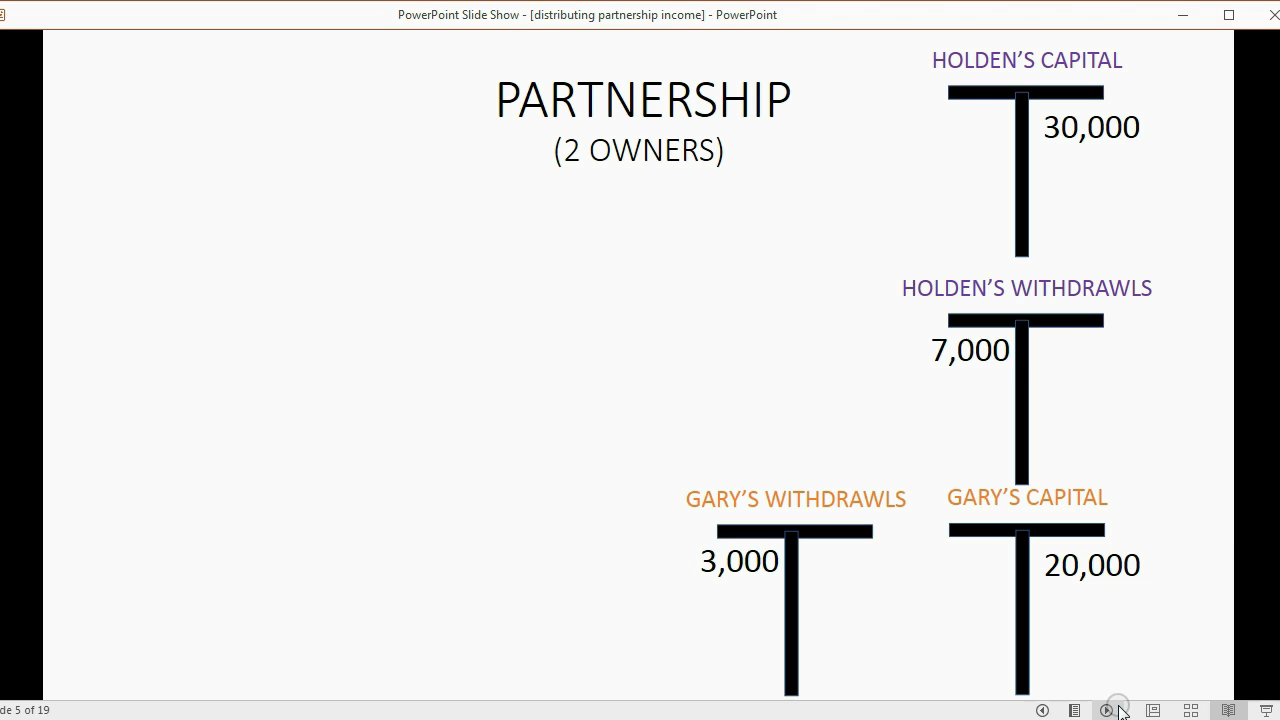 PowerPoint Slide Show - [distributing partnership income] - PowerPoint
HOLDEN'S CAPITAL
PARTNERSHIP
30,000
(2 OWNERS)
HOLDEN'S WITHDRAWLS
7,000
GARY'S WITHDRAWLS
GARY'S CAPITAL
3,000
20,000
de 5 of 19